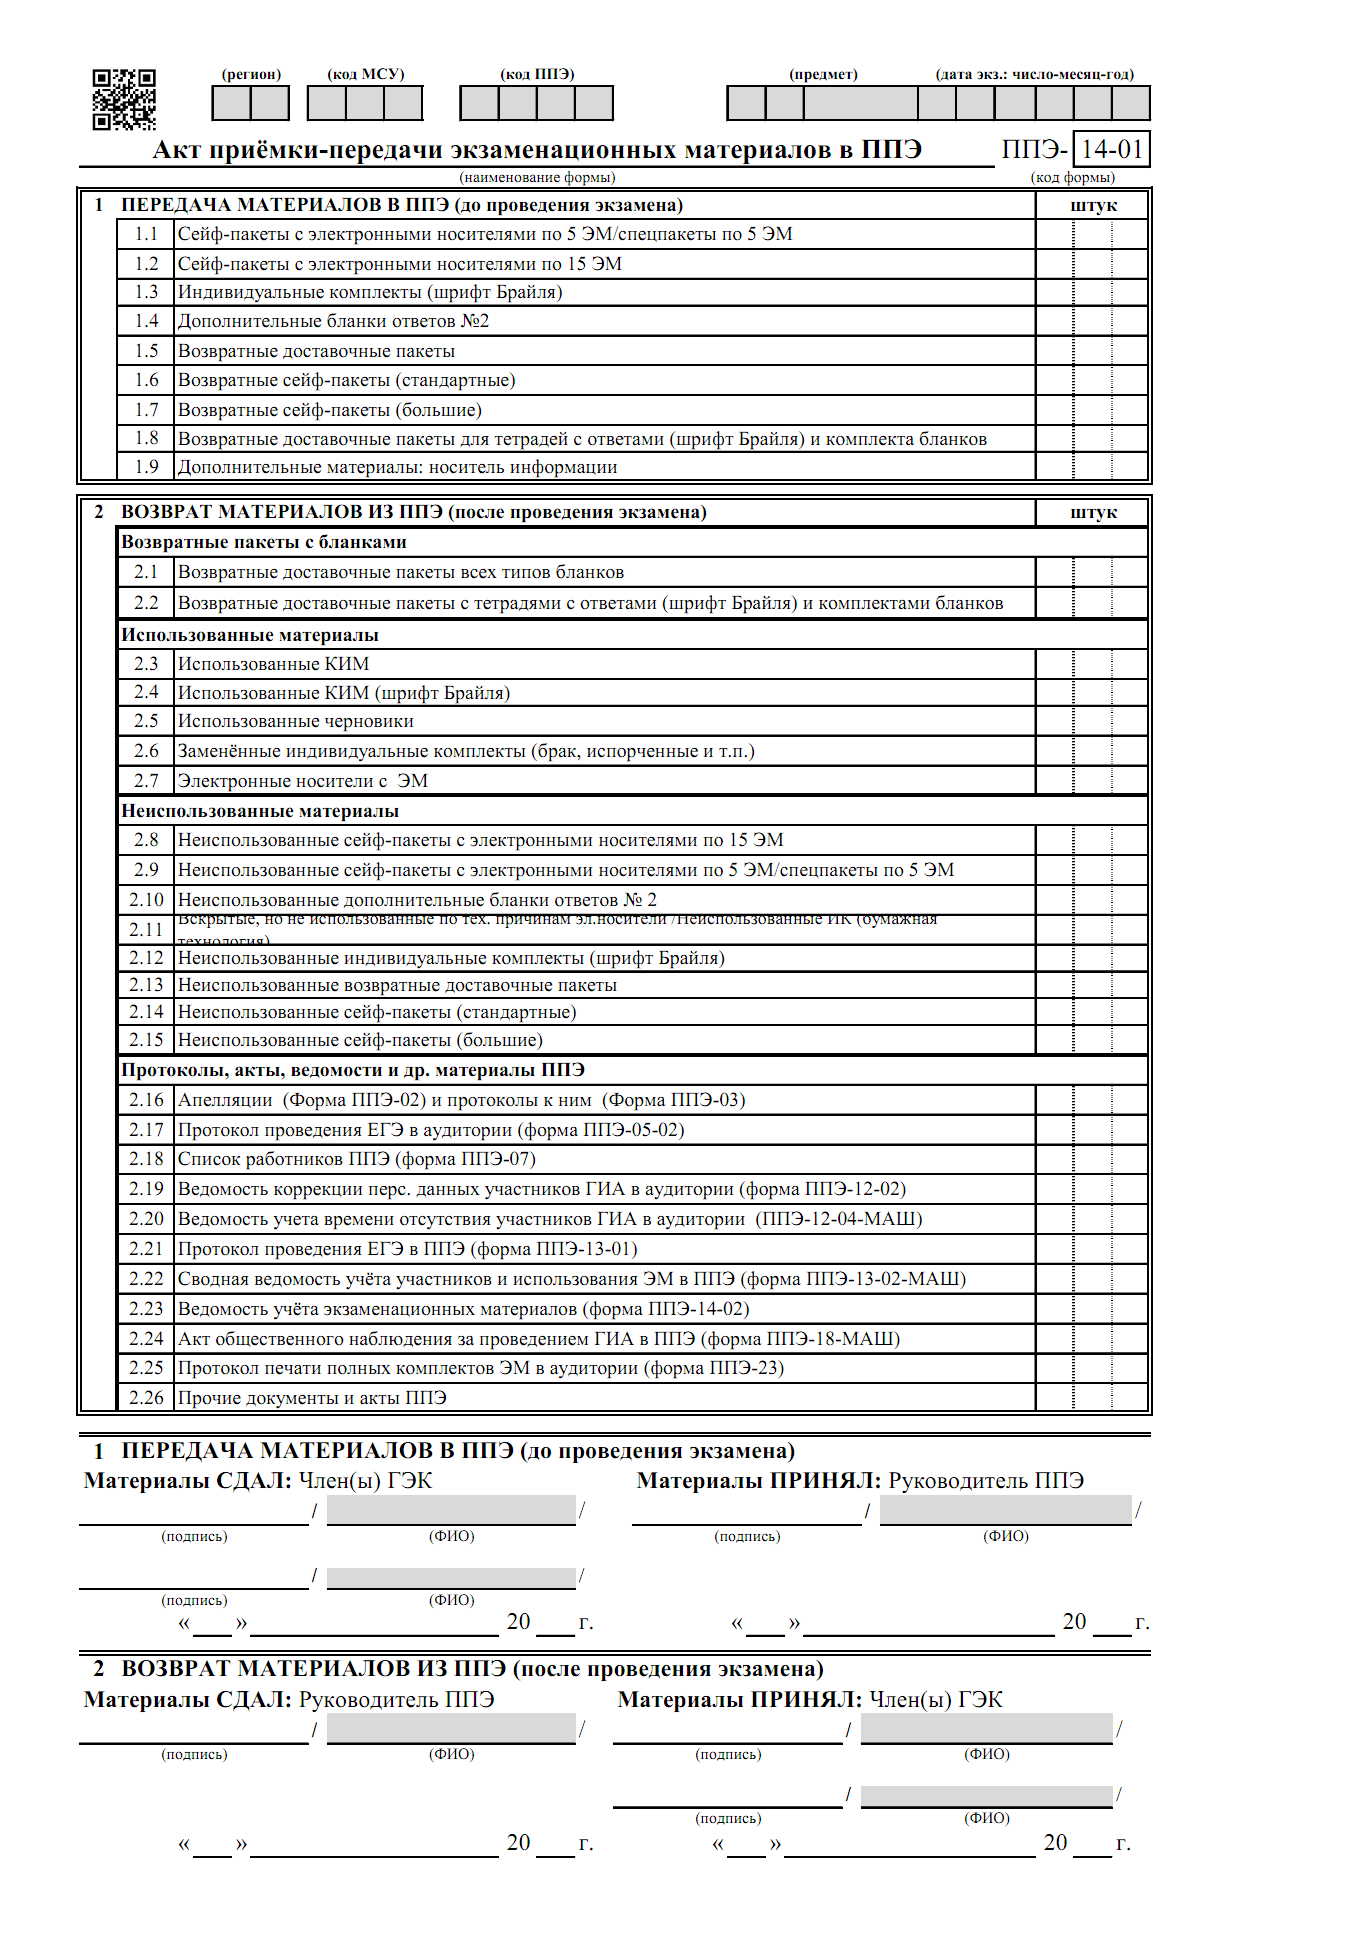 (регион) (код МСУ) (код ППЭ) (предмет) (дата экз.: число-месяц-год)
Акт приёмки-передачи экзаменационных материалов в ППЭ ППЭ- 14-01
(наименование формы) (код формы)
1 ПЕРЕДАЧА МАТЕРИАЛОВ В ППЭ (до проведения экзамена) штук
1.1 Сейф-пакеты с электронными носителями по 5 ЭМ/спецпакеты по 5 ЭМ
1.2 Сейф-пакеты с электронными носителями по 15 ЭМ
1.3 Индивидуальные комплекты (шрифт Брайля)
1.4 Дополнительные бланки ответов №2
1.5 Возвратные доставочные пакеты
1.6 Возвратные сейф-пакеты (стандартные)
1.7 Возвратные сейф-пакеты (большие)
1.8 Возвратные доставочные пакеты для тетрадей с ответами (шрифт Брайля) и комплекта бланков
1.9 Дополнительные материалы: носитель информации
2 ВОЗВРАТ МАТЕРИАЛОВ ИЗ ППЭ (после проведения экзамена) штук
Возвратные пакеты с бланками
2.1 Возвратные доставочные пакеты всех типов бланков
2.2 Возвратные доставочные пакеты с тетрадями с ответами (шрифт Брайля) и комплектами бланков
Использованные материалы
2.3 Использованные КИМ
2.4 Использованные КИМ (шрифт Брайля)
2.5 Использованные черновики
2.6 Заменённые индивидуальные комплекты (брак, испорченные и т.п.)
2.7 Электронные носители с ЭМ
Неиспользованные материалы
2.8 Неиспользованные сейф-пакеты с электронными носителями по 15 ЭМ
2.9 Неиспользованные сейф-пакеты с электронными носителями по 5 ЭМ/спецпакеты по 5 ЭМ
2.10 Неиспользованные дополнительные бланки ответов № 2
2.11 Вскрытые, но не использованные по тех. причинам эл.носители /Неиспользованные ИК (бумажная
технология)
2.12 Неиспользованные индивидуальные комплекты (шрифт Брайля)
2.13 Неиспользованные возвратные доставочные пакеты
2.14 Неиспользованные сейф-пакеты (стандартные)
2.15 Неиспользованные сейф-пакеты (большие)
Протоколы, акты, ведомости и др. материалы ППЭ
2.16 Апелляции (Форма ППЭ-02) и протоколы к ним (Форма ППЭ-03)
2.17 Протокол проведения ЕГЭ в аудитории (форма ППЭ-05-02)
2.18 Список работников ППЭ (форма ППЭ-07)
2.19 Ведомость коррекции перс. данных участников ГИА в аудитории (форма ППЭ-12-02)
2.20 Ведомость учета времени отсутствия участников ГИА в аудитории (ППЭ-12-04-МАШ)
2.21 Протокол проведения ЕГЭ в ППЭ (форма ППЭ-13-01)
2.22 Сводная ведомость учёта участников и использования ЭМ в ППЭ (форма ППЭ-13-02-МАШ)
2.23 Ведомость учёта экзаменационных материалов (форма ППЭ-14-02)
2.24 Акт общественного наблюдения за проведением ГИА в ППЭ (форма ППЭ-18-МАШ)
2.25 Протокол печати полных комплектов ЭМ в аудитории (форма ППЭ-23)
2.26 Прочие документы и акты ППЭ
1 ПЕРЕДАЧА МАТЕРИАЛОВ В ППЭ (до проведения экзамена)
Материалы СДАЛ: Член(ы) ГЭК Материалы ПРИНЯЛ: Руководитель ППЭ
/ / / /
(подпись) (ФИО) (подпись) (ФИО)
/ /
(подпись) (ФИО)
« » 20 г. « » 20 г.
2 ВОЗВРАТ МАТЕРИАЛОВ ИЗ ППЭ (после проведения экзамена)
Материалы СДАЛ: Руководитель ППЭ Материалы ПРИНЯЛ: Член(ы) ГЭК
/ / / /
(подпись) (ФИО) (подпись) (ФИО)
/ /
(подпись) (ФИО)
« » 20 г. « » 20 г.